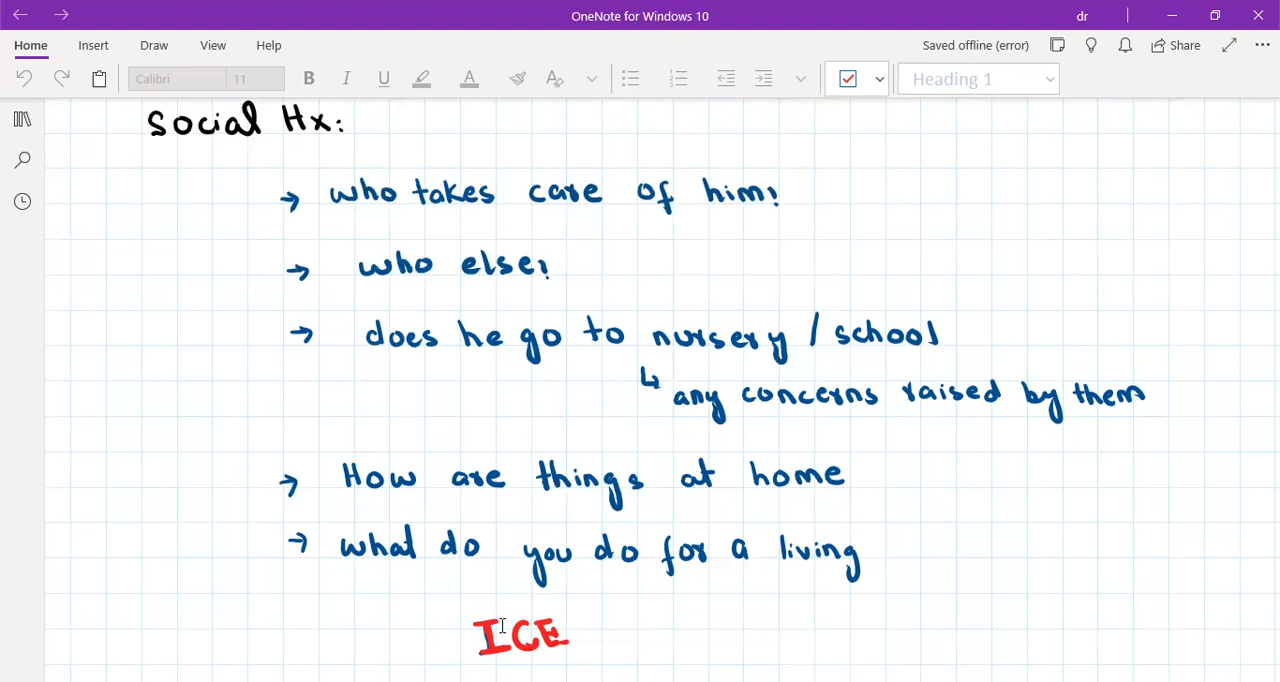 OneNote for Windows 10
dr
Home Insert Draw View Help
Saved offline (error)
Share
Calibri 11
B I U A
Heading 1
Social Hx:
→ who takes care of him?
→ who else?
→ does he go to nursery / school
↳ any concerns raised by them
→ How are things at home
→ what do you do for a living
ICE